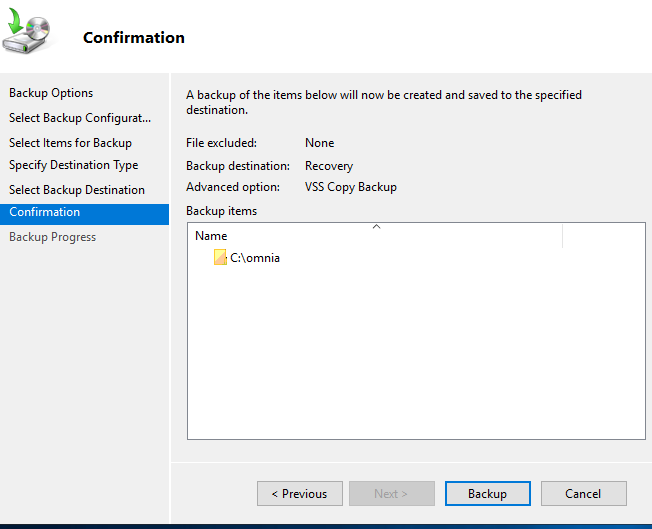 Confirmation
Backup Options
Select Backup Configurat...
Select Items for Backup
Specify Destination Type
Select Backup Destination
Confirmation
Backup Progress
A backup of the items below will now be created and saved to the specified
destination.
File excluded: None
Backup destination: Recovery
Advanced option: VSS Copy Backup
Backup items
Name
C:\omnia
< Previous
Next >
Backup
Cancel